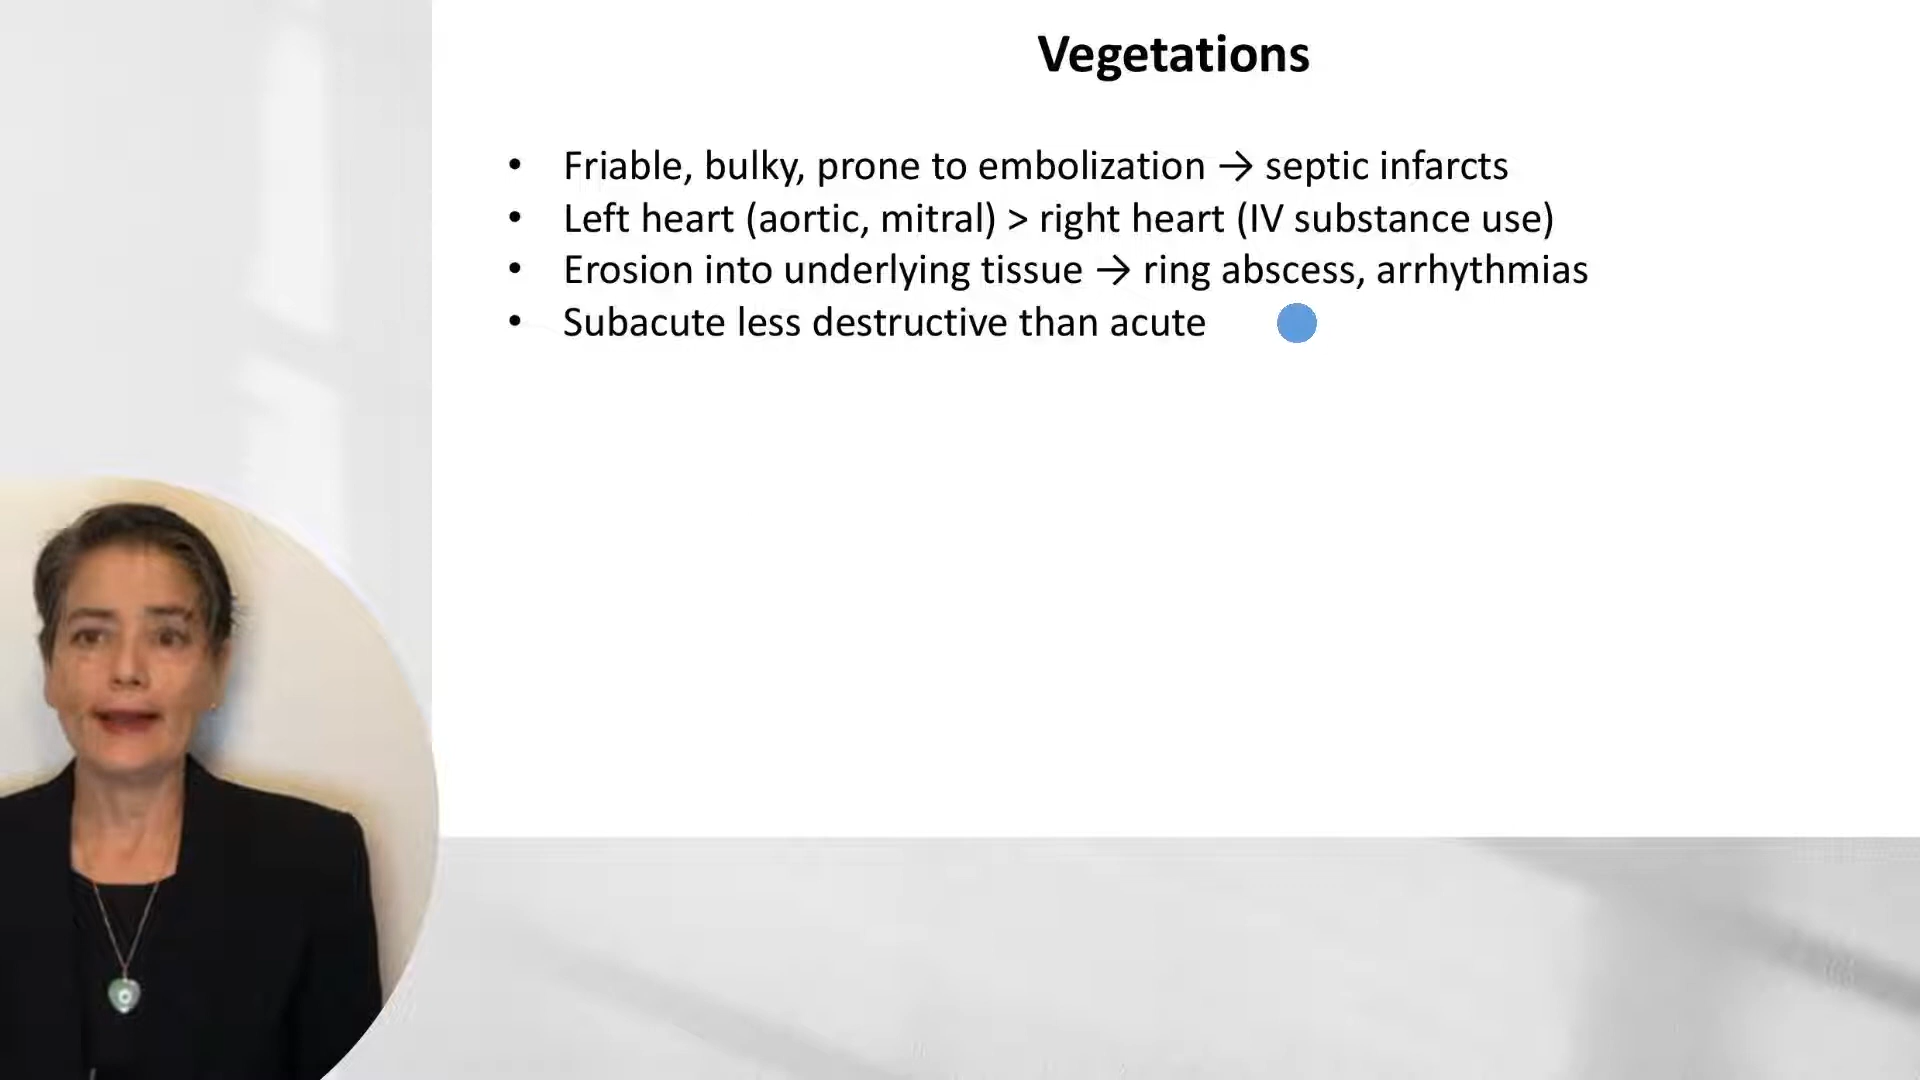 Vegetations
• Friable, bulky, prone to embolization → septic infarcts
• Left heart (aortic, mitral) > right heart (IV substance use)
• Erosion into underlying tissue → ring abscess, arrhythmias
• Subacute less destructive than acute